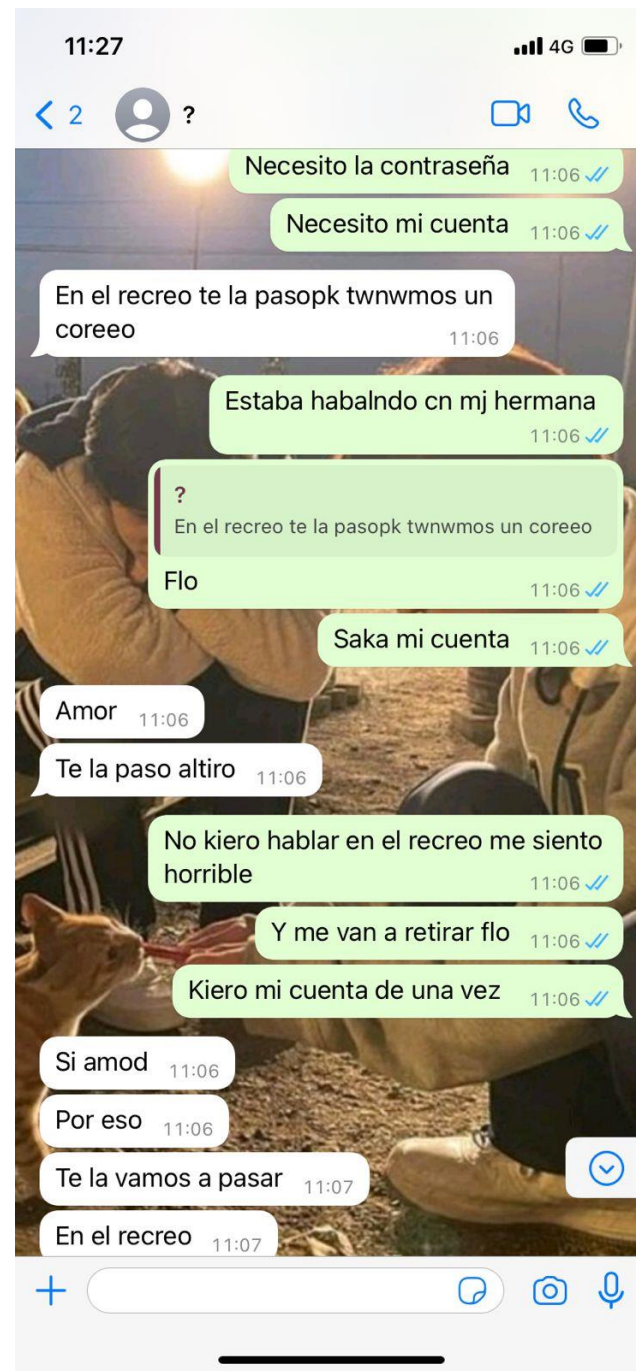 11:27
4G
2
?
Necesito la contraseña 11:06
Necesito mi cuenta 11:06
En el recreo te la pasopk twnwmos un
coreeo
11:06
Estaba habalndo cn mj hermana
11:06
?
En el recreo te la pasopk twnwmos un coreeo
Flo 11:06
Saka mi cuenta 11:06
Amor 11:06
Te la paso altiro 11:06
No kiero hablar en el recreo me siento
horrible 11:06
Y me van a retirar flo 11:06
Kiero mi cuenta de una vez 11:06
Si amod 11:06
Por eso 11:06
Te la vamos a pasar 11:07
En el recreo 11:07